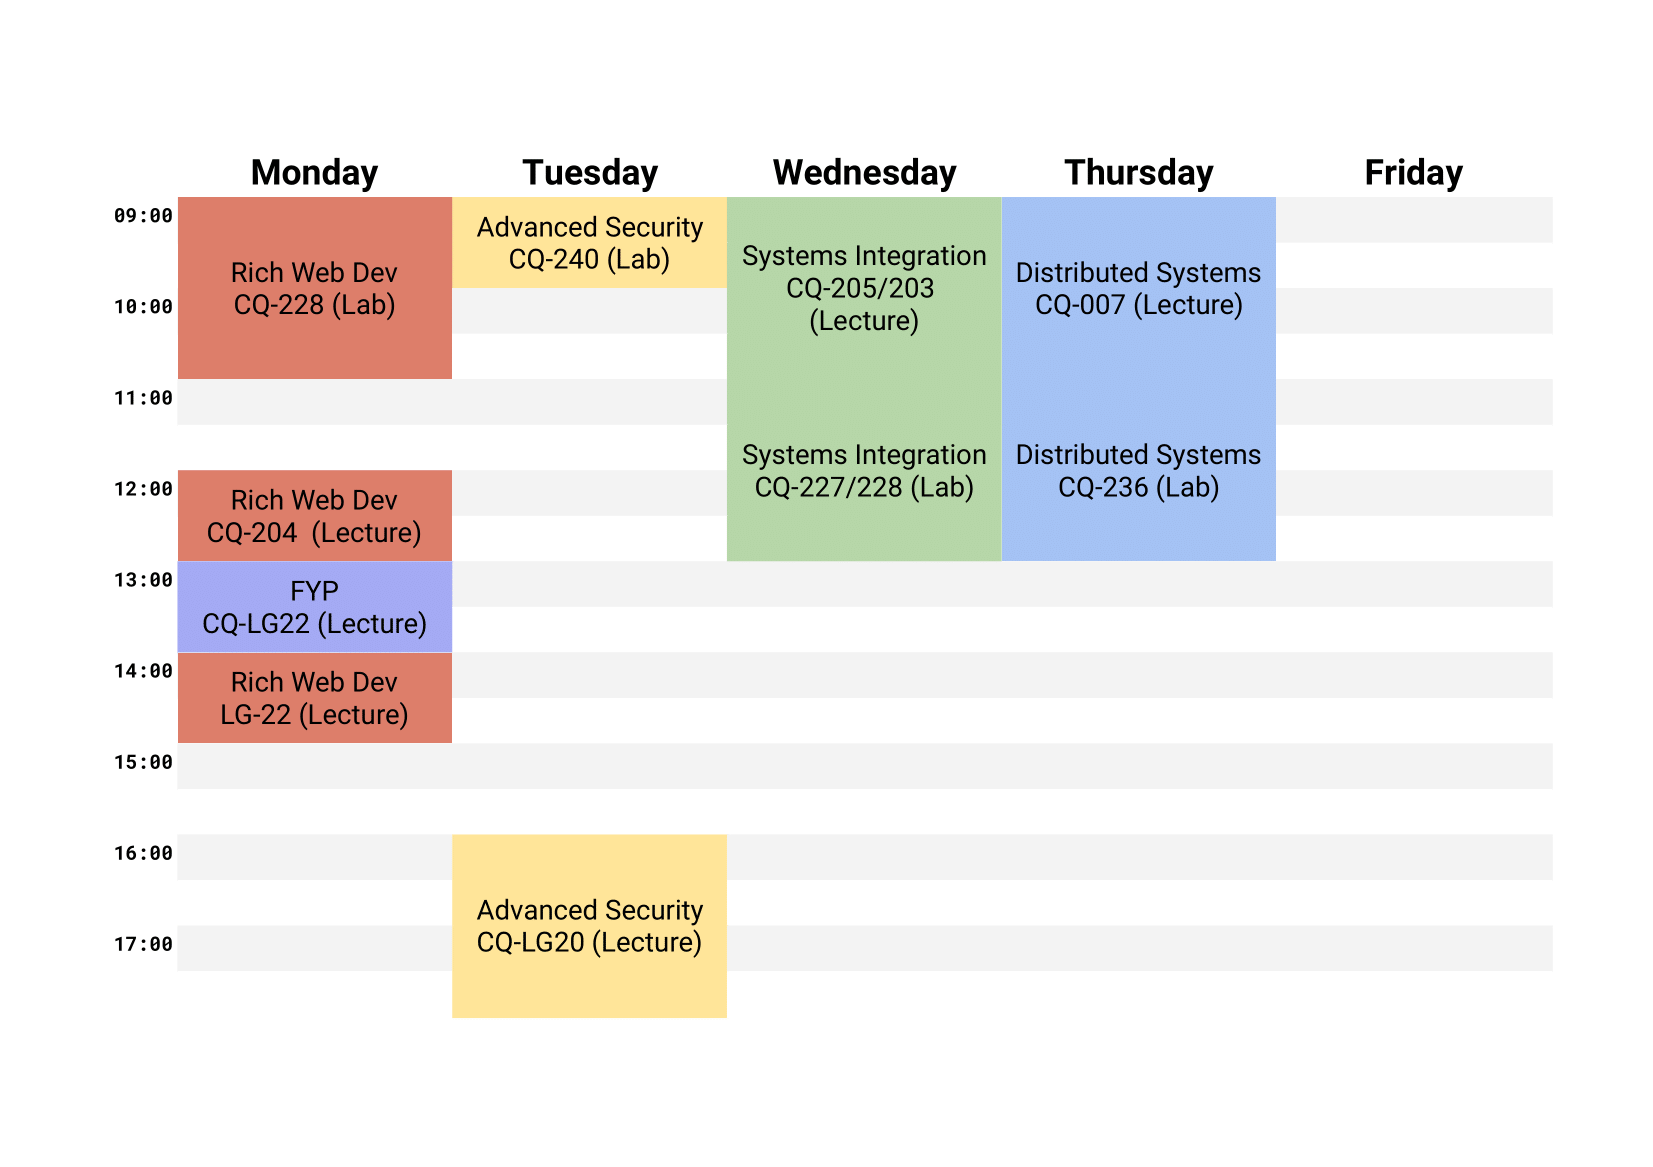 Monday Tuesday Wednesday Thursday Friday
09:00
Rich Web Dev
CQ-228 (Lab)
Advanced Security
CQ-240 (Lab)
Systems Integration
CQ-205/203
(Lecture)
Distributed Systems
CQ-007 (Lecture)
10:00
11:00
Systems Integration
CQ-227/228 (Lab)
Distributed Systems
CQ-236 (Lab)
12:00
Rich Web Dev
CQ-204  (Lecture)
13:00
FYP
CQ-LG22 (Lecture)
14:00
Rich Web Dev
LG-22 (Lecture)
15:00
16:00
Advanced Security
CQ-LG20 (Lecture)
17:00